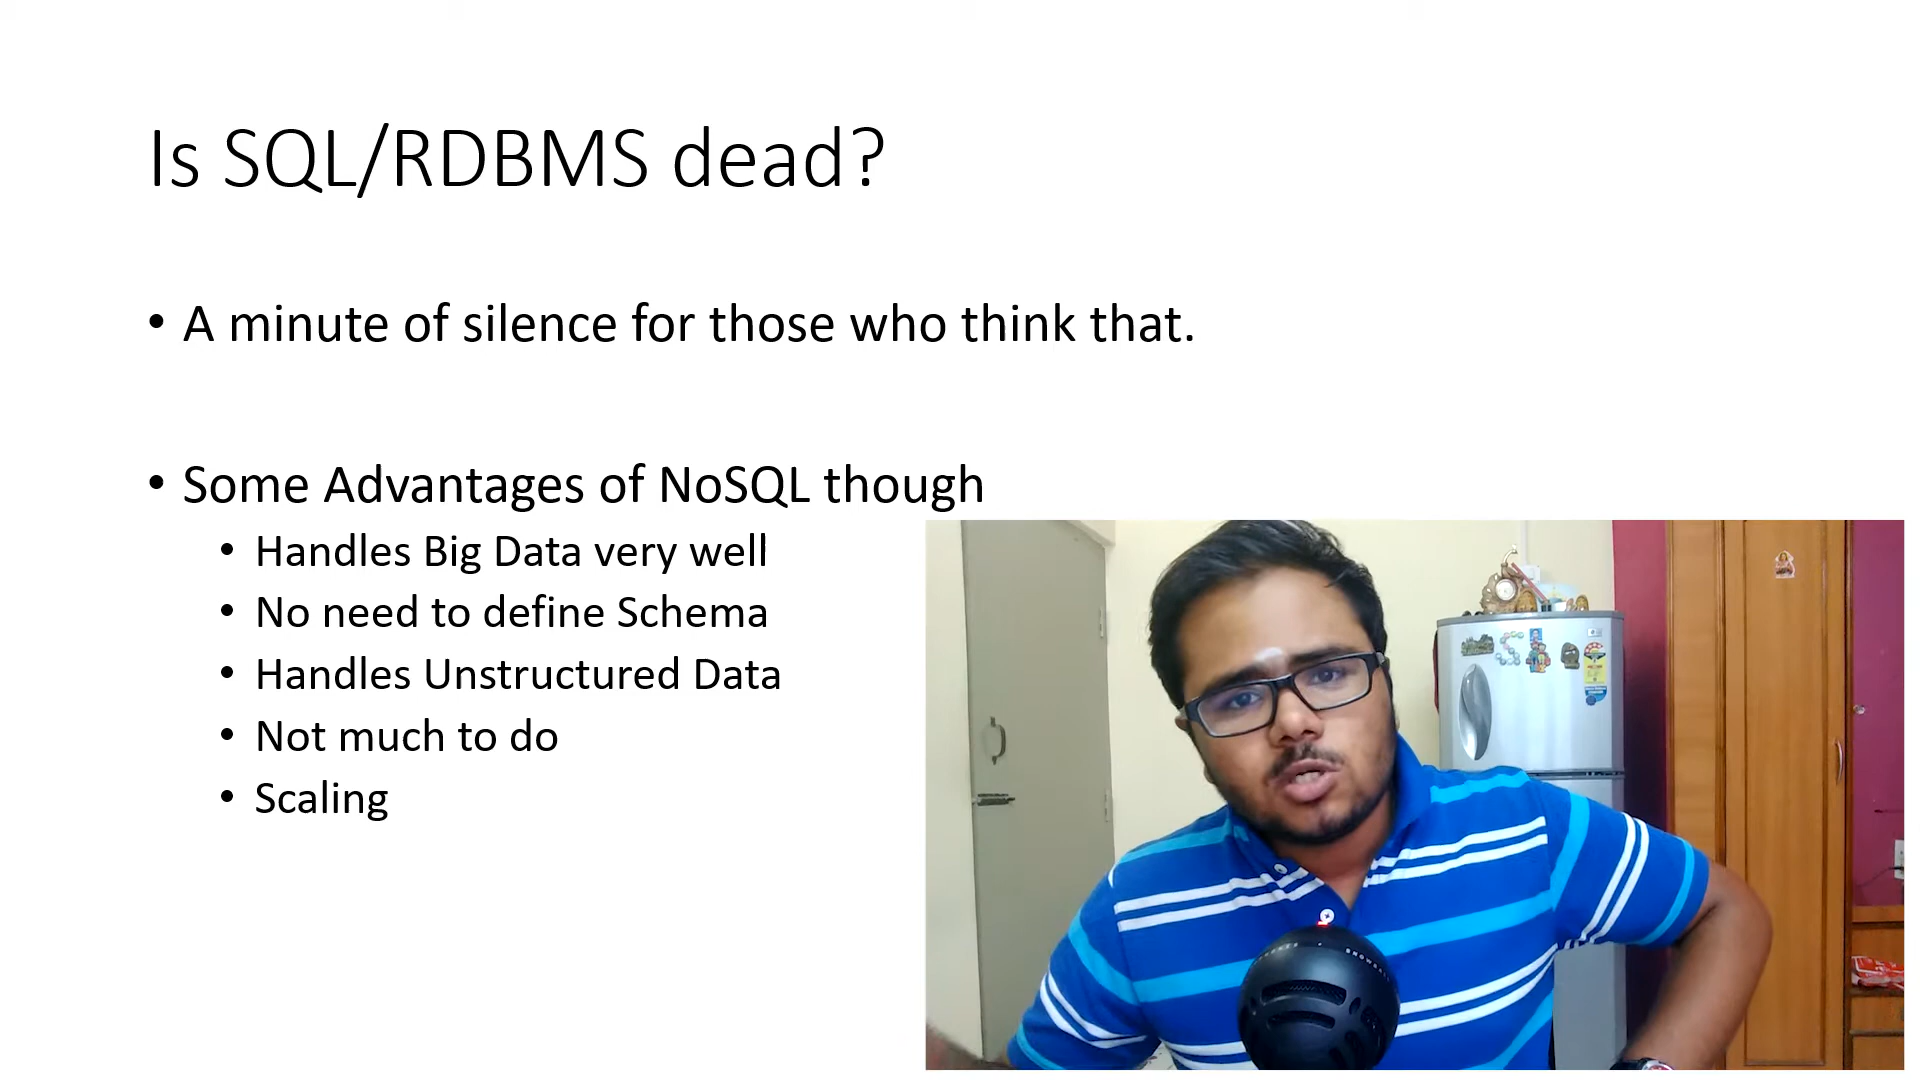 Is SQL/RDBMS dead?
• A minute of silence for those who think that.
• Some Advantages of NoSQL though
• Handles Big Data very well
• No need to define Schema
• Handles Unstructured Data
• Not much to do
• Scaling